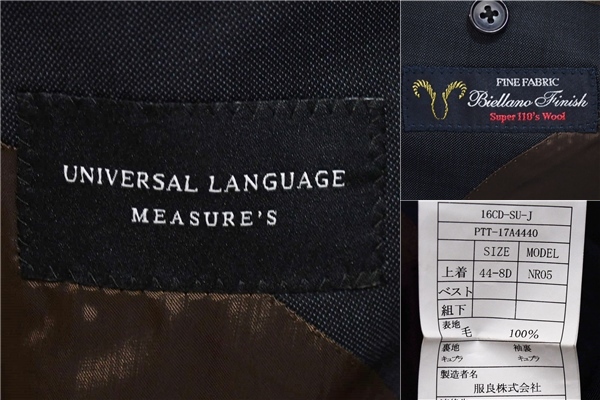 UNIVERSAL LANGUAGE
MEASURE'S
FINE FABRIC
Biellano Finish
Super 110's Wool
16CD-SU-J
PTT-17A4440
SIZE MODEL
上着 44-8D NR05
ベスト
組下
表地
毛 100%
裏地 袖裏
キュプラ キュプラ
製造者名
服良株式会社